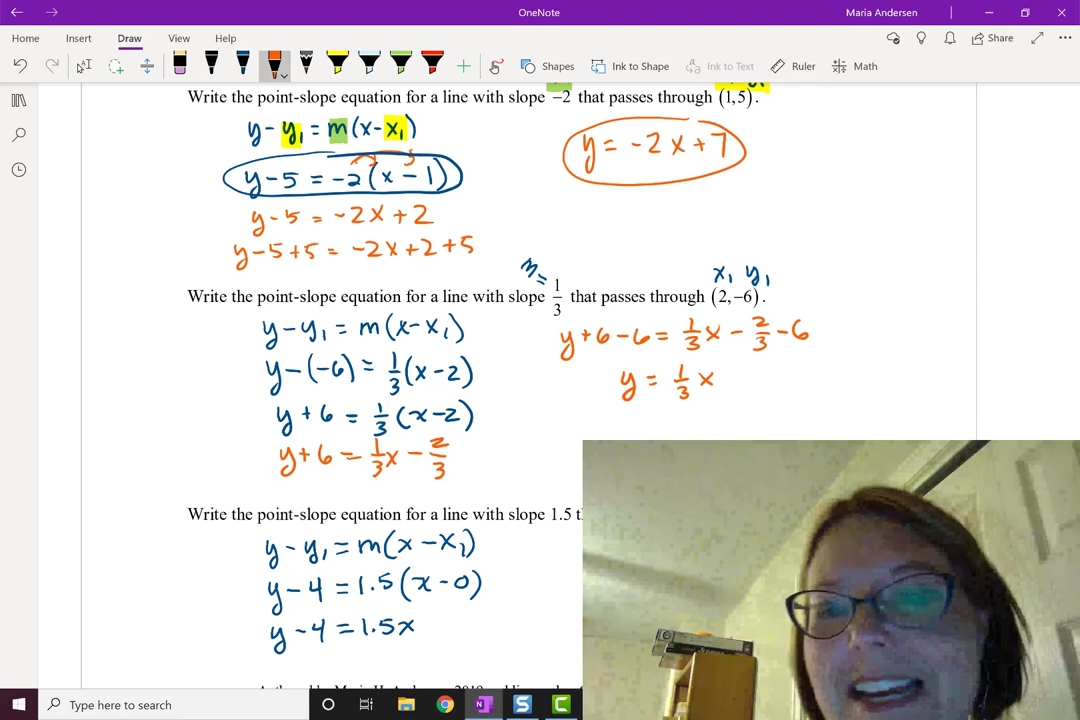 OneNote
Maria Andersen
Home Insert Draw View Help
Share
Shapes Ink to Shape Ink to Text Ruler Math
Write the point-slope equation for a line with slope −2 that passes through (1,5).
y - y₁ = m(x - x₁)
y - 5 = -2(x - 1)
y - 5 = -2x + 2
y - 5 + 5 = -2x + 2 + 5
y = -2x + 7
m =
x₁ y₁
Write the point-slope equation for a line with slope 1/3 that passes through (2,−6).
y - y₁ = m(x - x₁)
y - (-6) = 1/3(x - 2)
y + 6 = 1/3(x - 2)
y + 6 = 1/3x - 2/3
y + 6 - 6 = 1/3x - 2/3 - 6
y = 1/3x
Write the point-slope equation for a line with slope 1.5
y - y₁ = m(x - x₁)
y - 4 = 1.5(x - 0)
y - 4 = 1.5x
Type here to search